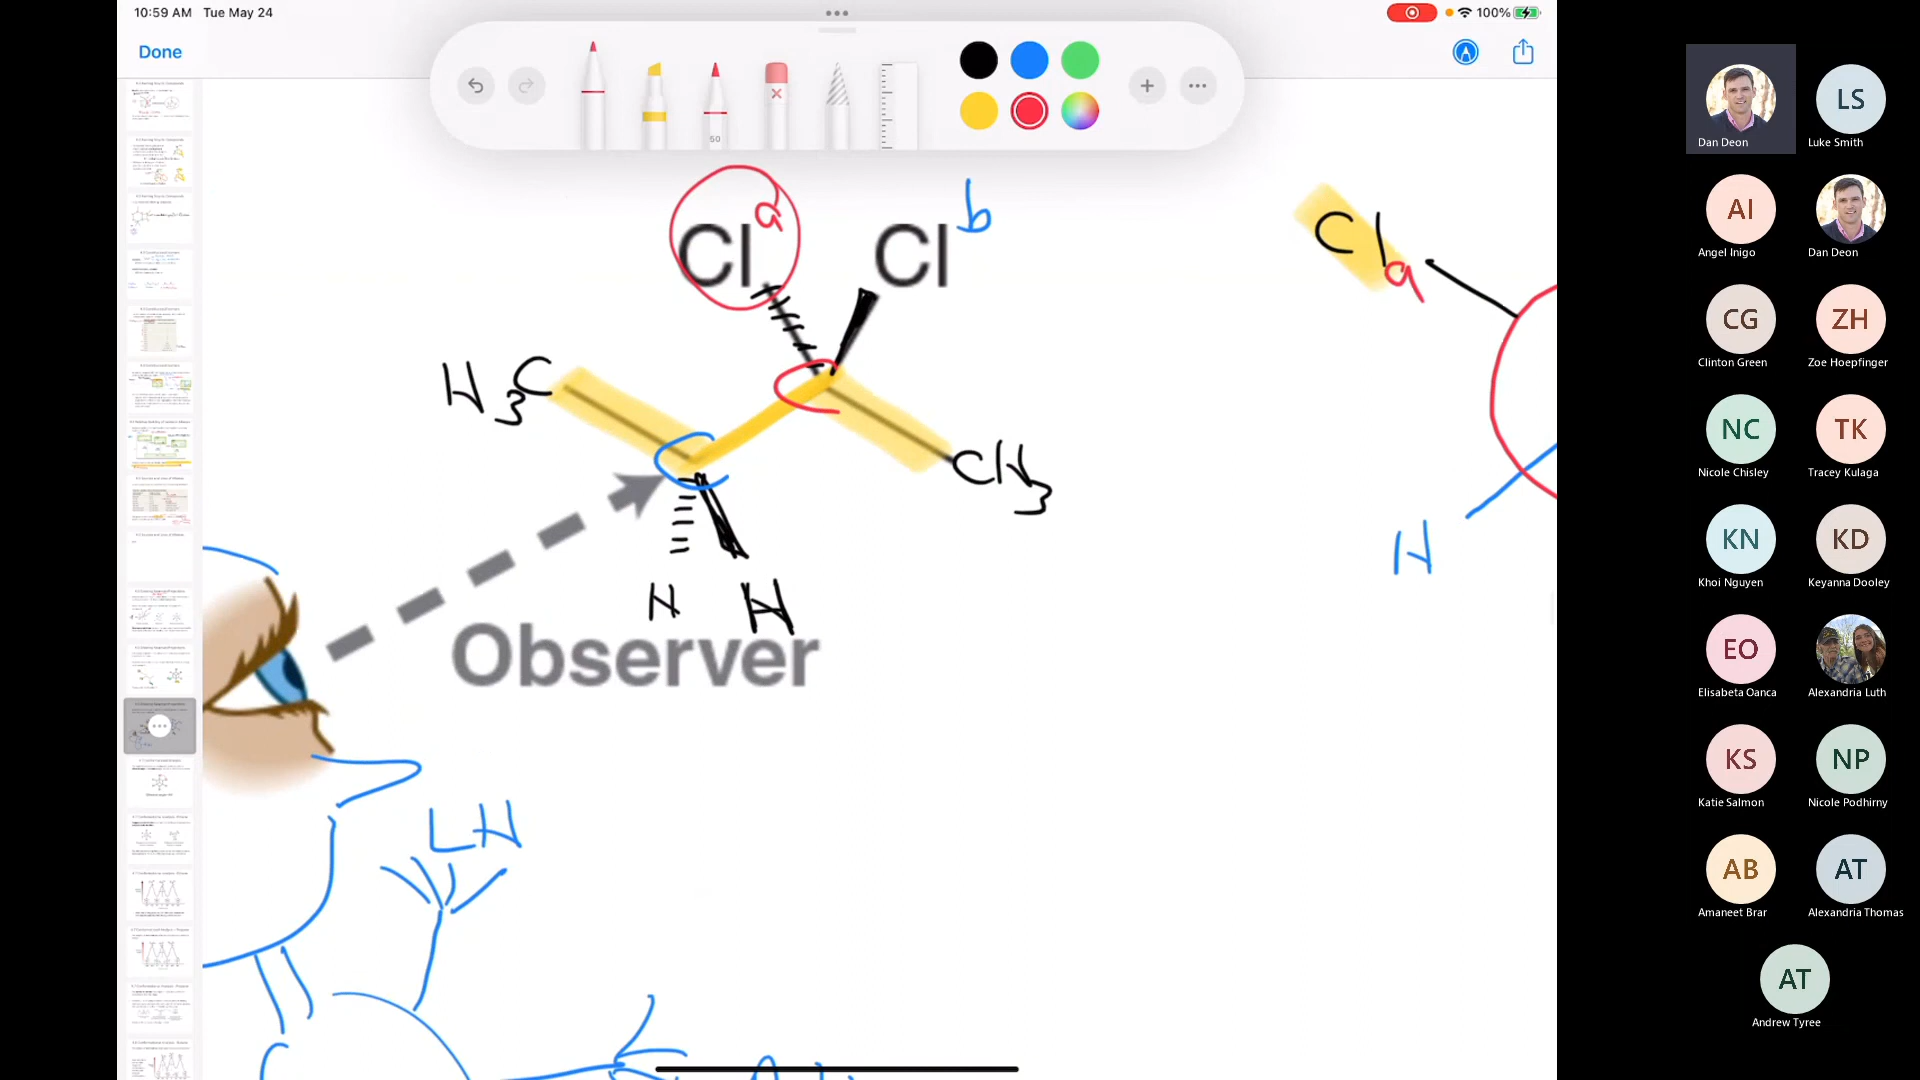 10:59 AM Tue May 24
100%
Done
50
Cl a
Cl b
H3C
CH3
H H
Observer
LH
Cl a
H
Dan Deon
LS
Luke Smith
AI
Angel Inigo
Dan Deon
CG
Clinton Green
ZH
Zoe Hoepfinger
NC
Nicole Chisley
TK
Tracey Kulaga
KN
Khoi Nguyen
KD
Keyanna Dooley
EO
Elisabeta Oanca
Alexandria Luth
KS
Katie Salmon
NP
Nicole Podhirny
AB
Amaneet Brar
AT
Alexandria Thomas
AT
Andrew Tyree